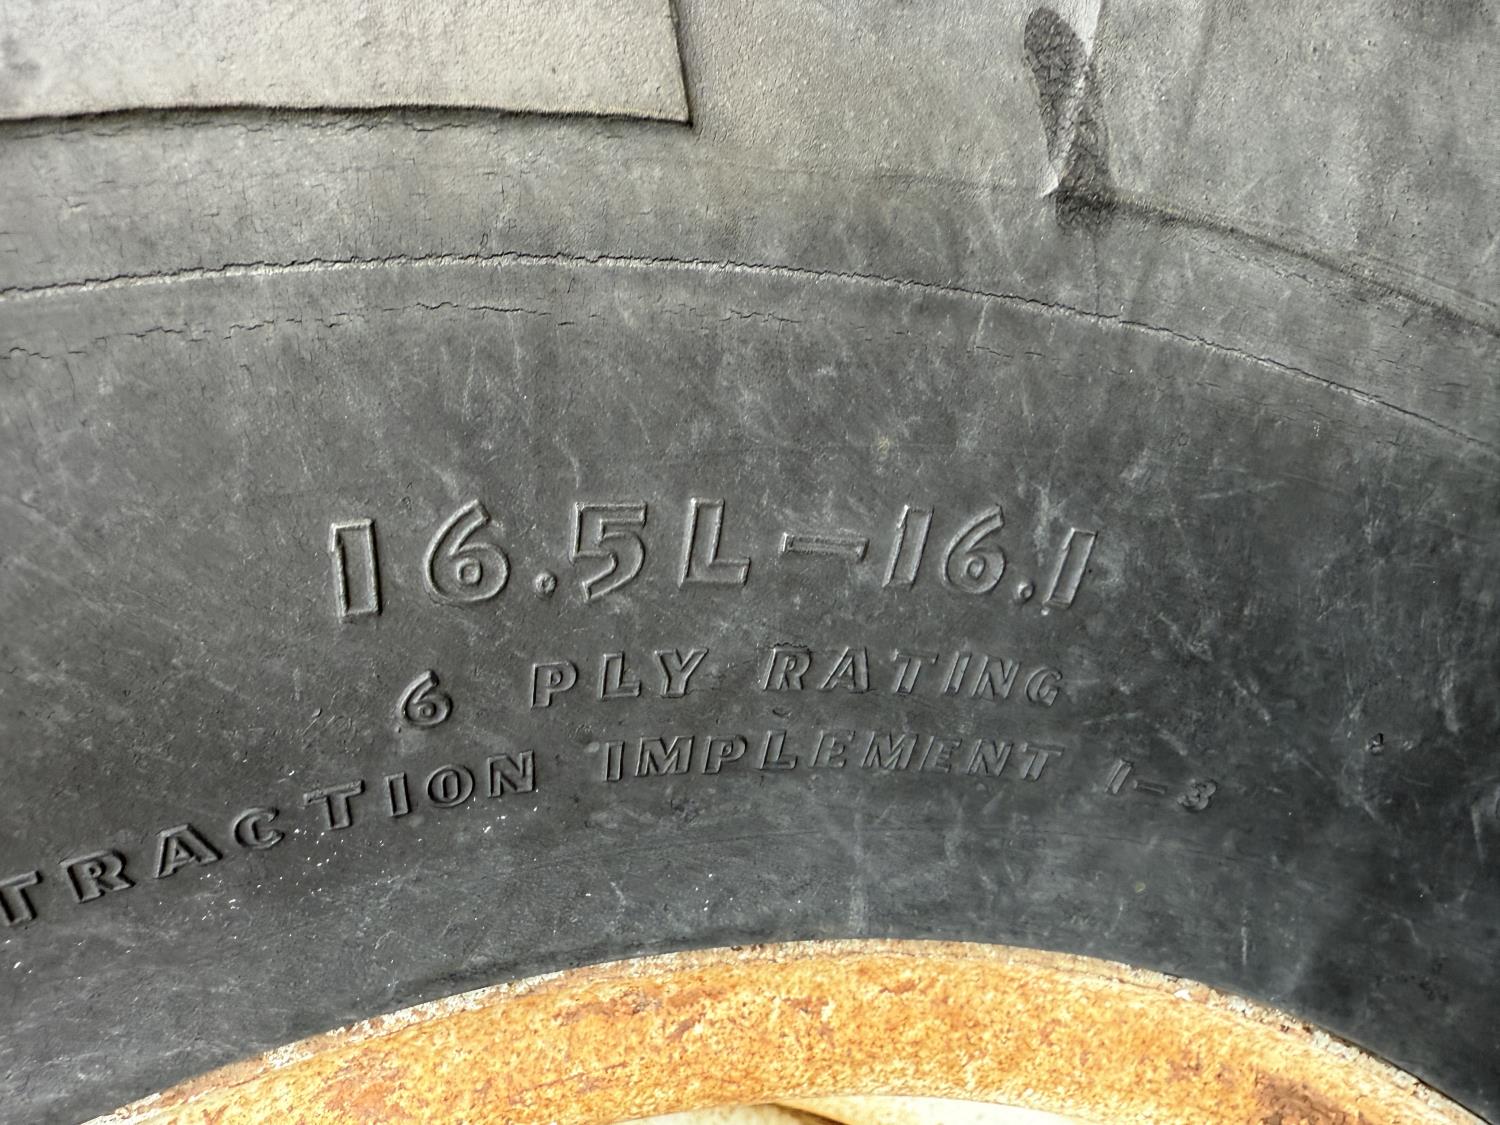 16.5L-16.1
6 PLY RATING
TRACTION IMPLEMENT I-3